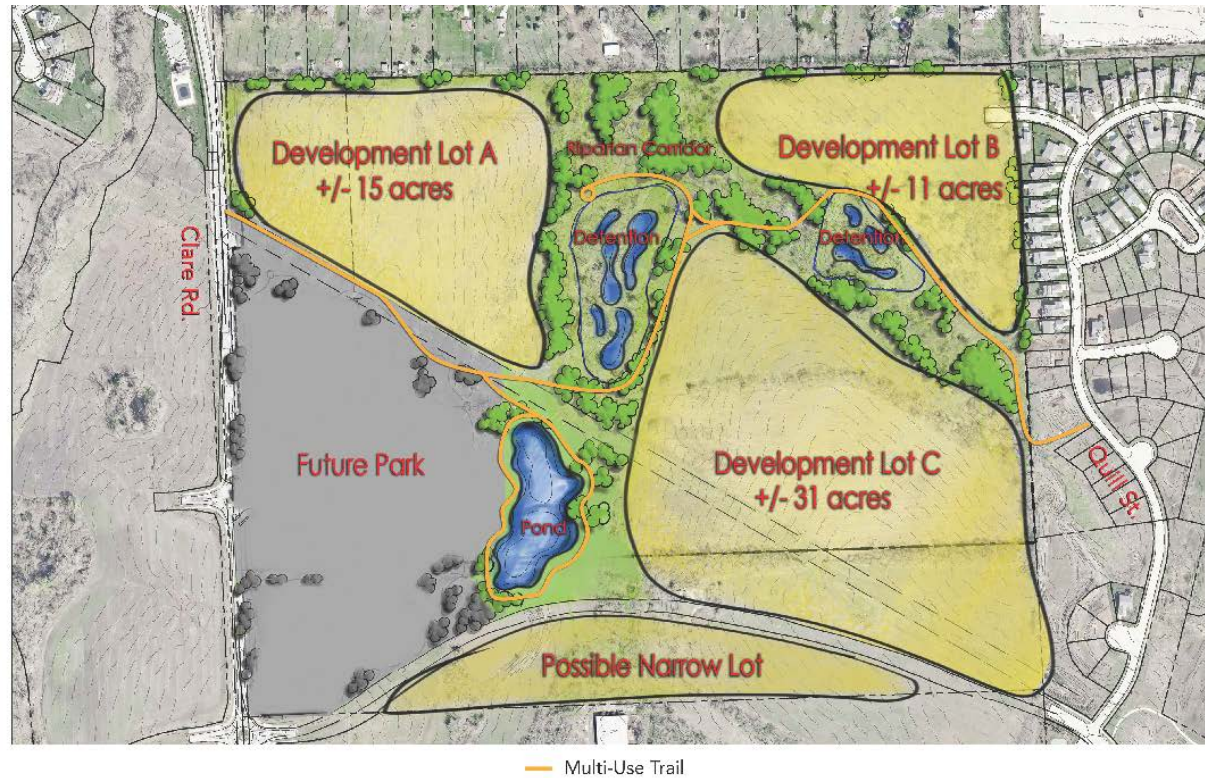 Development Lot A
+/- 15 acres
Riparian Corridor
Development Lot B
+/- 11 acres
Clare Rd.
Detention
Detention
Future Park
Pond
Development Lot C
+/- 31 acres
Quill St.
Possible Narrow Lot
Multi-Use Trail